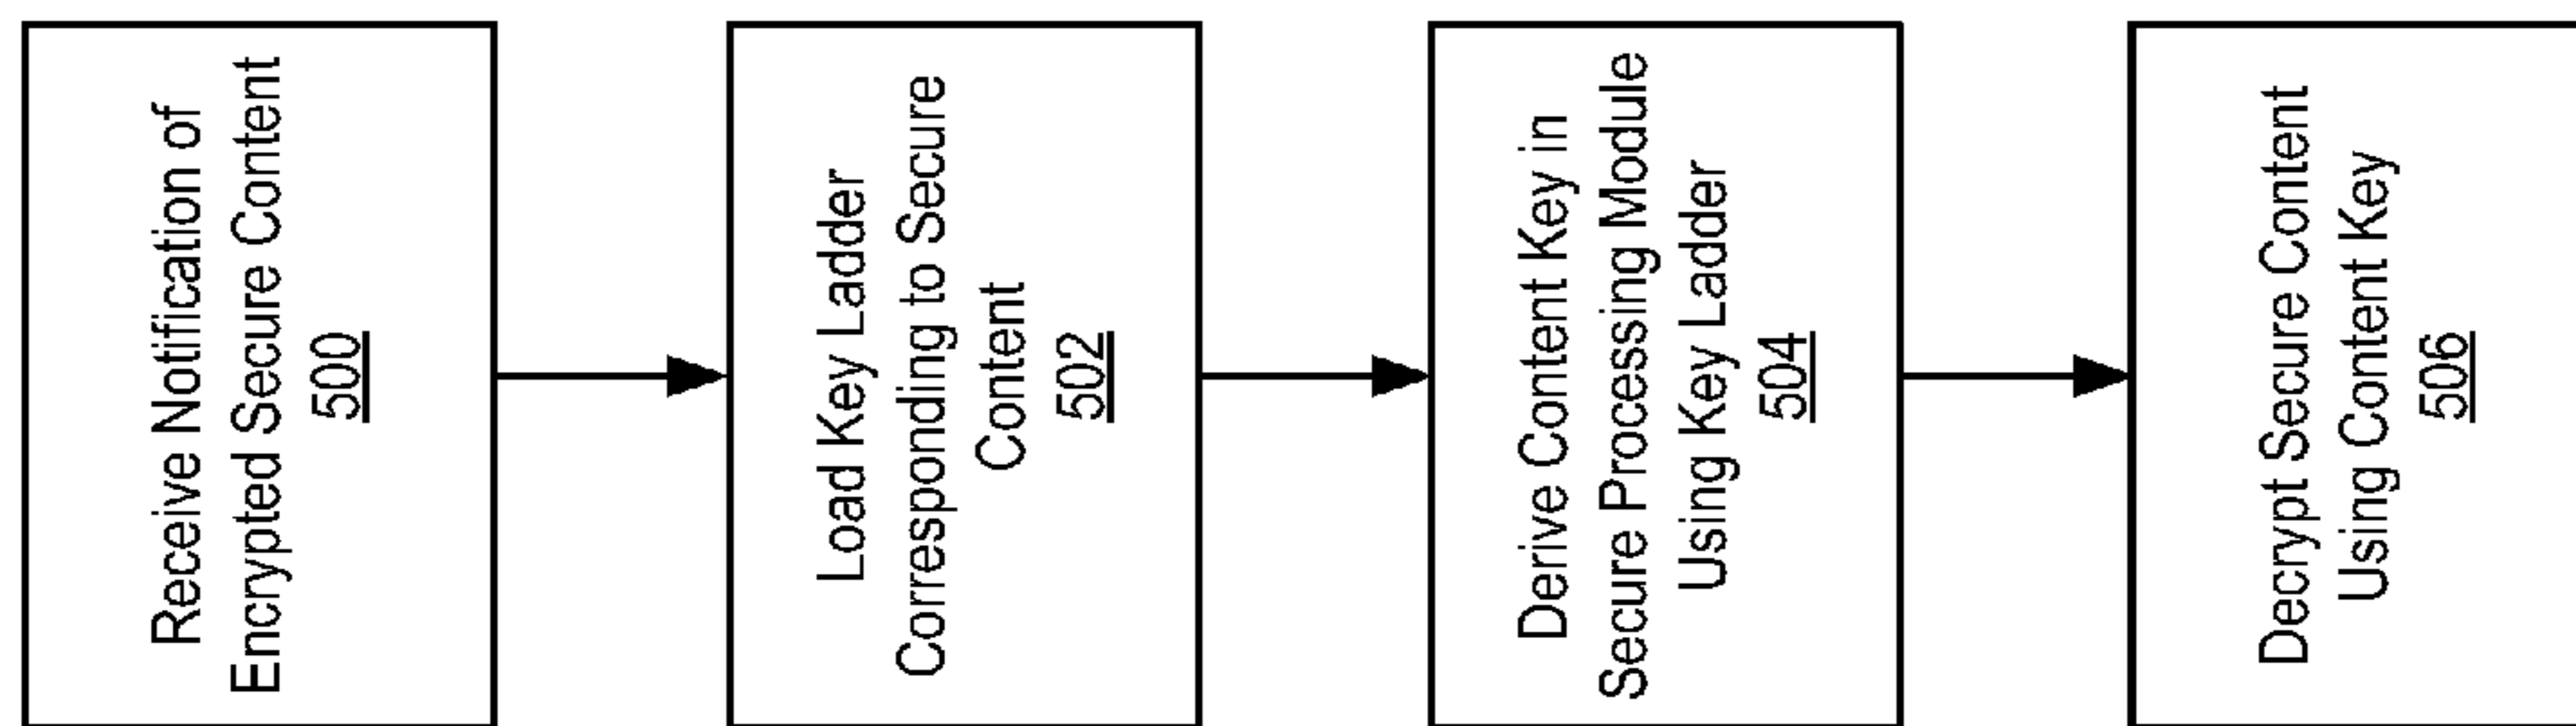 Receive Notification of
Encrypted Secure Content
500
Load Key Ladder
Corresponding to Secure
Content
502
Derive Content Key in
Secure Processing Module
Using Key Ladder
504
Decrypt Secure Content
Using Content Key
506